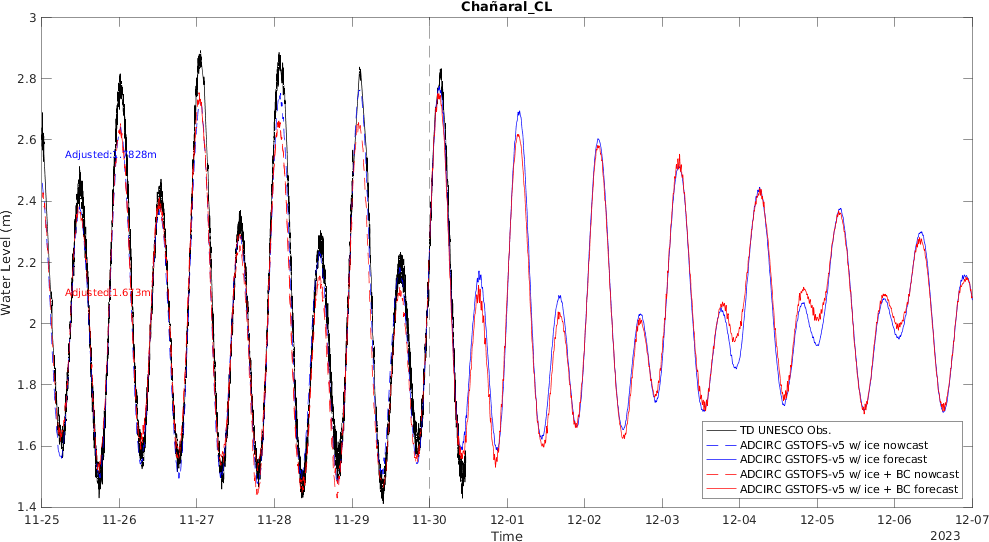 Chañaral_CL
Water Level (m)
3
2.8
2.6
2.4
2.2
2
1.8
1.6
1.4
Adjusted:
828m
Adjusted:1.673m
TD UNESCO Obs.
ADCIRC GSTOFS-v5 w/ ice nowcast
ADCIRC GSTOFS-v5 w/ ice forecast
ADCIRC GSTOFS-v5 w/ ice + BC nowcast
ADCIRC GSTOFS-v5 w/ ice + BC forecast
11-25 11-26 11-27 11-28 11-29 11-30 12-01 12-02 12-03 12-04 12-05 12-06 12-07
Time
2023